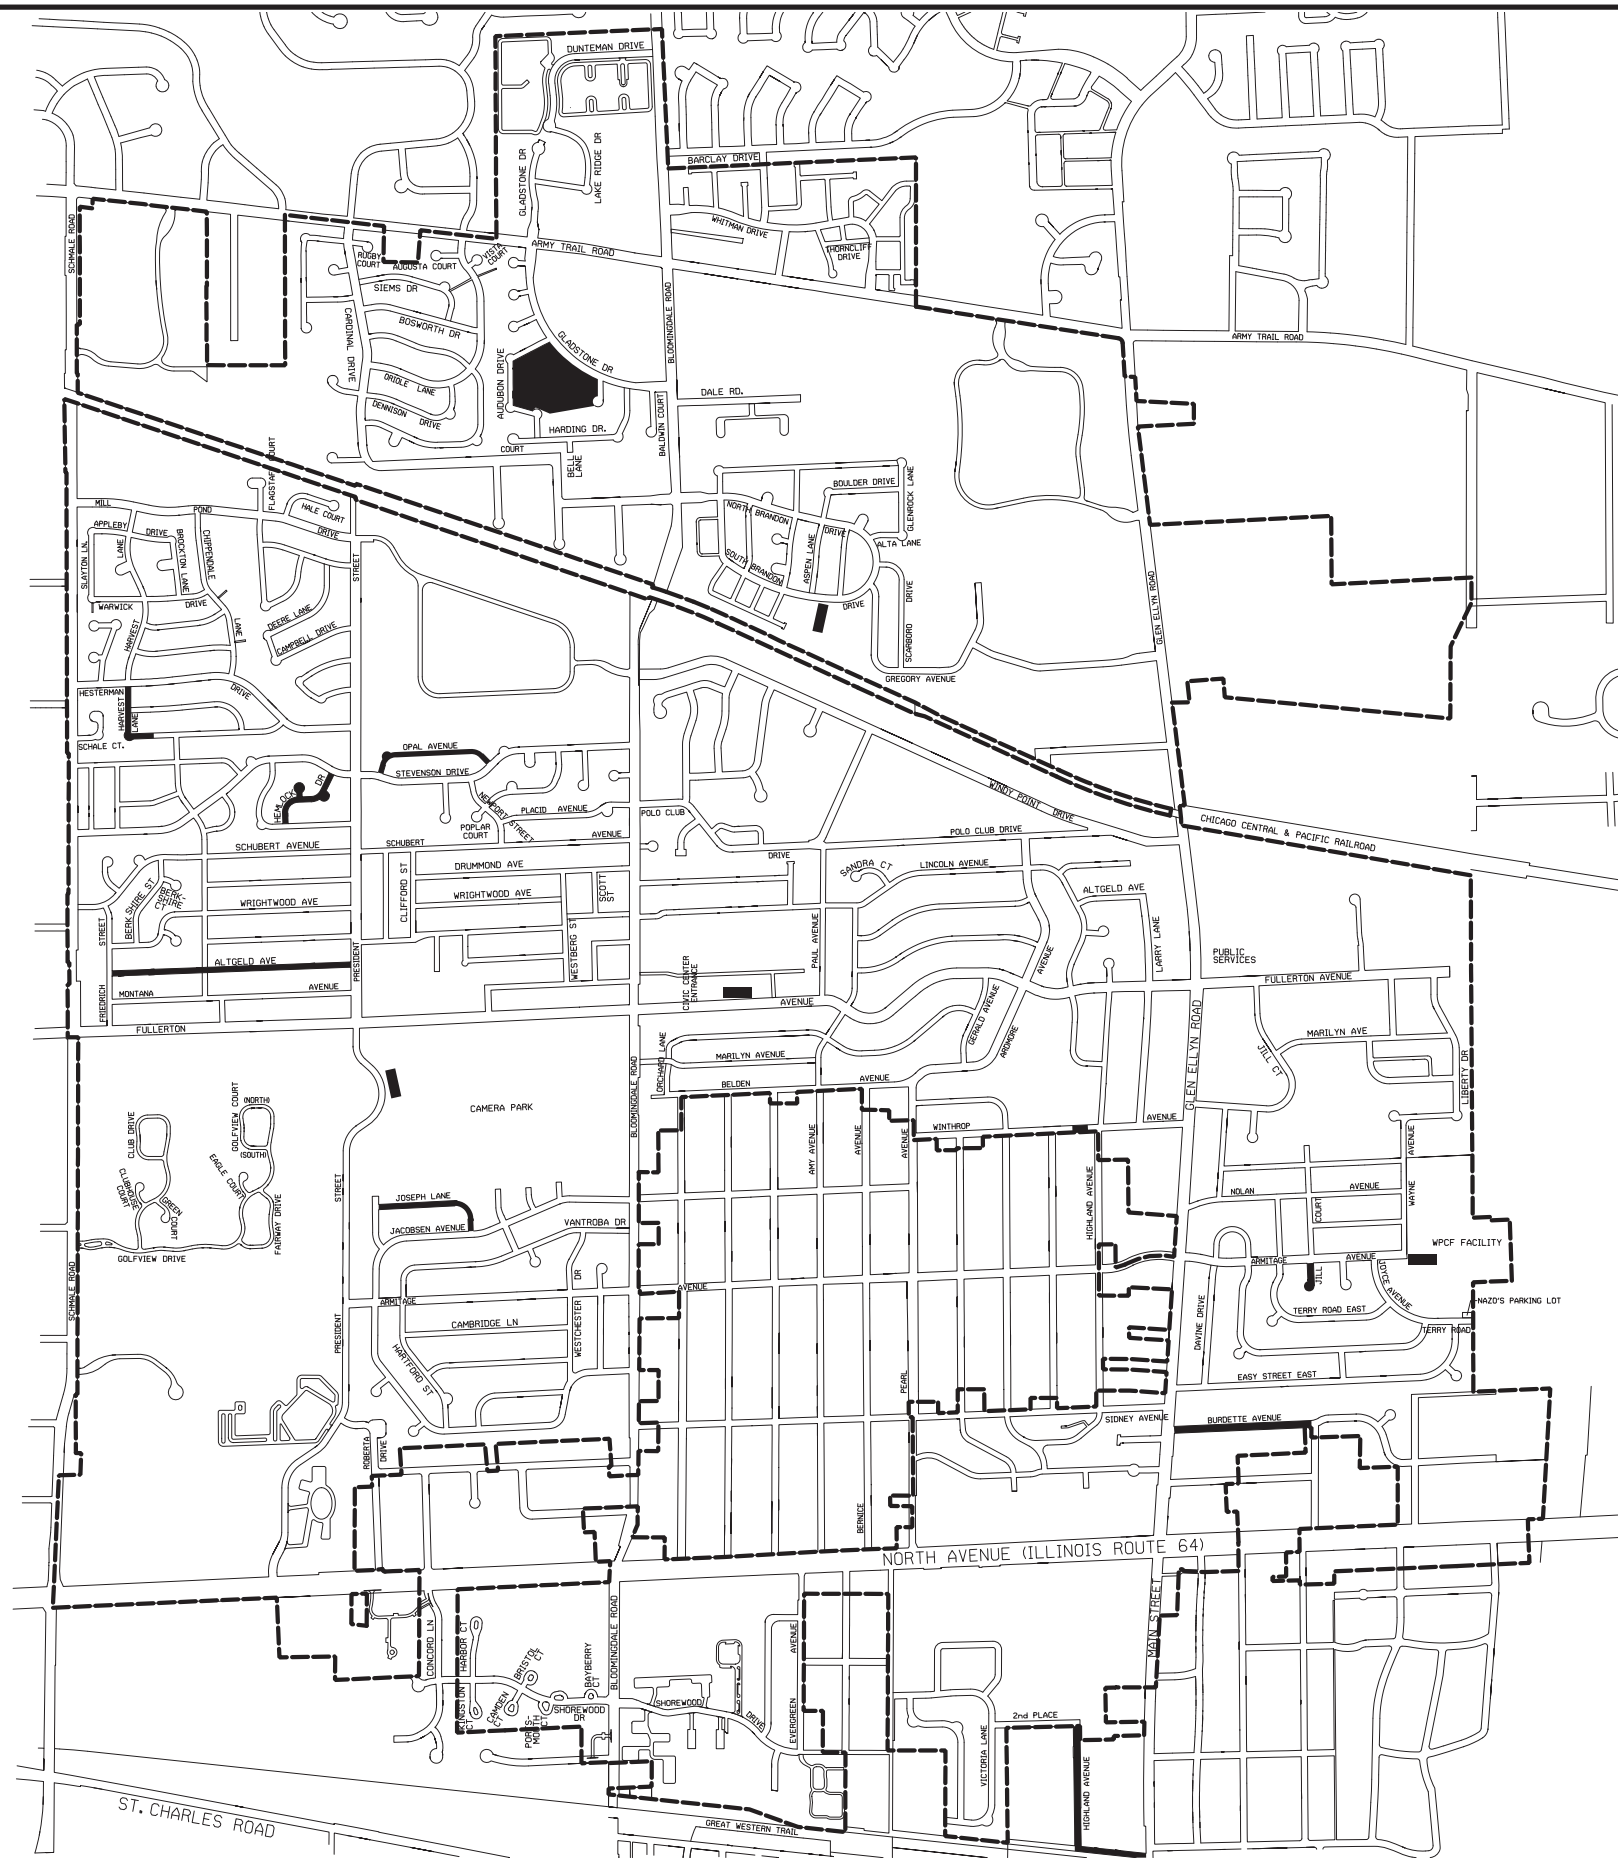 DUNTEMAN DRIVE
GLADSTONE DR
LAKE RIDGE DR
BARCLAY DRIVE
WHITMAN DRIVE
THORNCLIFF
DRIVE
SCHMALE ROAD
RUGBY
COURT
AUGUSTA COURT
VISTA
COURT
ARMY TRAIL ROAD
SIEMS DR
BOSWORTH DR
CARDINAL DRIVE
GLADSTONE DR
BLOOMINGDALE ROAD
ARMY TRAIL ROAD
ORIOLE LANE
DENNISON DRIVE
AUDUBON DRIVE
DALE RD.
HARDING DR.
BALDWIN COURT
COURT
BELL
LANE
FLAGSTAFF COURT
BOULDER DRIVE
GLENROCK LANE
MILL
POND
HALE COURT
DRIVE
NORTH BRANDON
DRIVE
APPLEBY
DRIVE
LANE
BROCKTON LANE
CHIPPENDALE
SLAYTON LN.
STREET
SOUTH BRANDON
ASPEN LANE
ALTA LANE
WARWICK
DRIVE
DRIVE
DRIVE
SCARBORO
GLEN ELLYN ROAD
DEERE LANE
CAMPBELL DRIVE
HARVEST
LANE
GREGORY AVENUE
HESTERMAN
DRIVE
HARVEST
LANE
SCHALE CT.
OPAL AVENUE
STEVENSON DRIVE
HEMLOCK
DR
NEWPORT STREET
PLACID AVENUE
POPLAR
COURT
POLO CLUB
WINDY POINT DRIVE
CHICAGO CENTRAL & PACIFIC RAILROAD
SCHUBERT AVENUE
SCHUBERT
AVENUE
POLO CLUB DRIVE
DRIVE
DRUMMOND AVE
SANDRA CT
LINCOLN AVENUE
BERKSHIRE ST
BERK-
SHIRE
WRIGHTWOOD AVE
CLIFFORD ST
WRIGHTWOOD AVE
SCOTT
ST
ALTGELD AVE
STREET
WESTBERG ST
PAUL AVENUE
AVENUE
LARRY LANE
PUBLIC
SERVICES
ALTGELD AVE
PRESIDENT
CIVIC CENTER
ENTRANCE
FULLERTON AVENUE
MONTANA
AVENUE
FRIEDRICH
AVENUE
FULLERTON
GERALD AVENUE
ARDMORE
GLEN ELLYN ROAD
MARILYN AVE
JILL CT
ORCHARD LANE
MARILYN AVENUE
BLOOMINGDALE ROAD
BELDEN
AVENUE
LIBERTY DR
CAMERA PARK
CLUB DRIVE
GOLFVIEW COURT
(NORTH)
(SOUTH)
AVENUE
WINTHROP
AMY AVENUE
AVENUE
AVENUE
AVENUE
EAGLE COURT
CLUBHOUSE
COURT
GREEN
COURT
FAIRWAY DRIVE
STREET
JOSEPH LANE
JACOBSEN AVENUE
VANTROBA DR
HIGHLAND AVENUE
NOLAN
AVENUE
COURT
WAYNE
GOLFVIEW DRIVE
WPCF FACILITY
SCHMALE ROAD
ARMITAGE
AVENUE
ARMITAGE
AVENUE
JILL
JOYCE
AVENUE
NAZO'S PARKING LOT
TERRY ROAD EAST
TERRY ROAD
CAMBRIDGE LN
WESTCHESTER
DR
PRESIDENT
HARTFORD ST
DAVINE DRIVE
EASY STREET EAST
PEARL
SIDNEY AVENUE
BURDETTE AVENUE
ROBERTA
DRIVE
BERNICE
NORTH AVENUE (ILLINOIS ROUTE 64)
CONCORD LN
HARBOR CT
KINGSTON
CT
CAMDEN
CT
BRISTOL
CT
PORTS-
MOUTH
CT
BAYBERRY
CT
SHOREWOOD
DR
BLOOMINGDALE ROAD
SHOREWOOD
DRIVE
AVENUE
EVERGREEN
MAIN STREET
2nd PLACE
VICTORIA LANE
HIGHLAND AVENUE
ST. CHARLES ROAD
GREAT WESTERN TRAIL